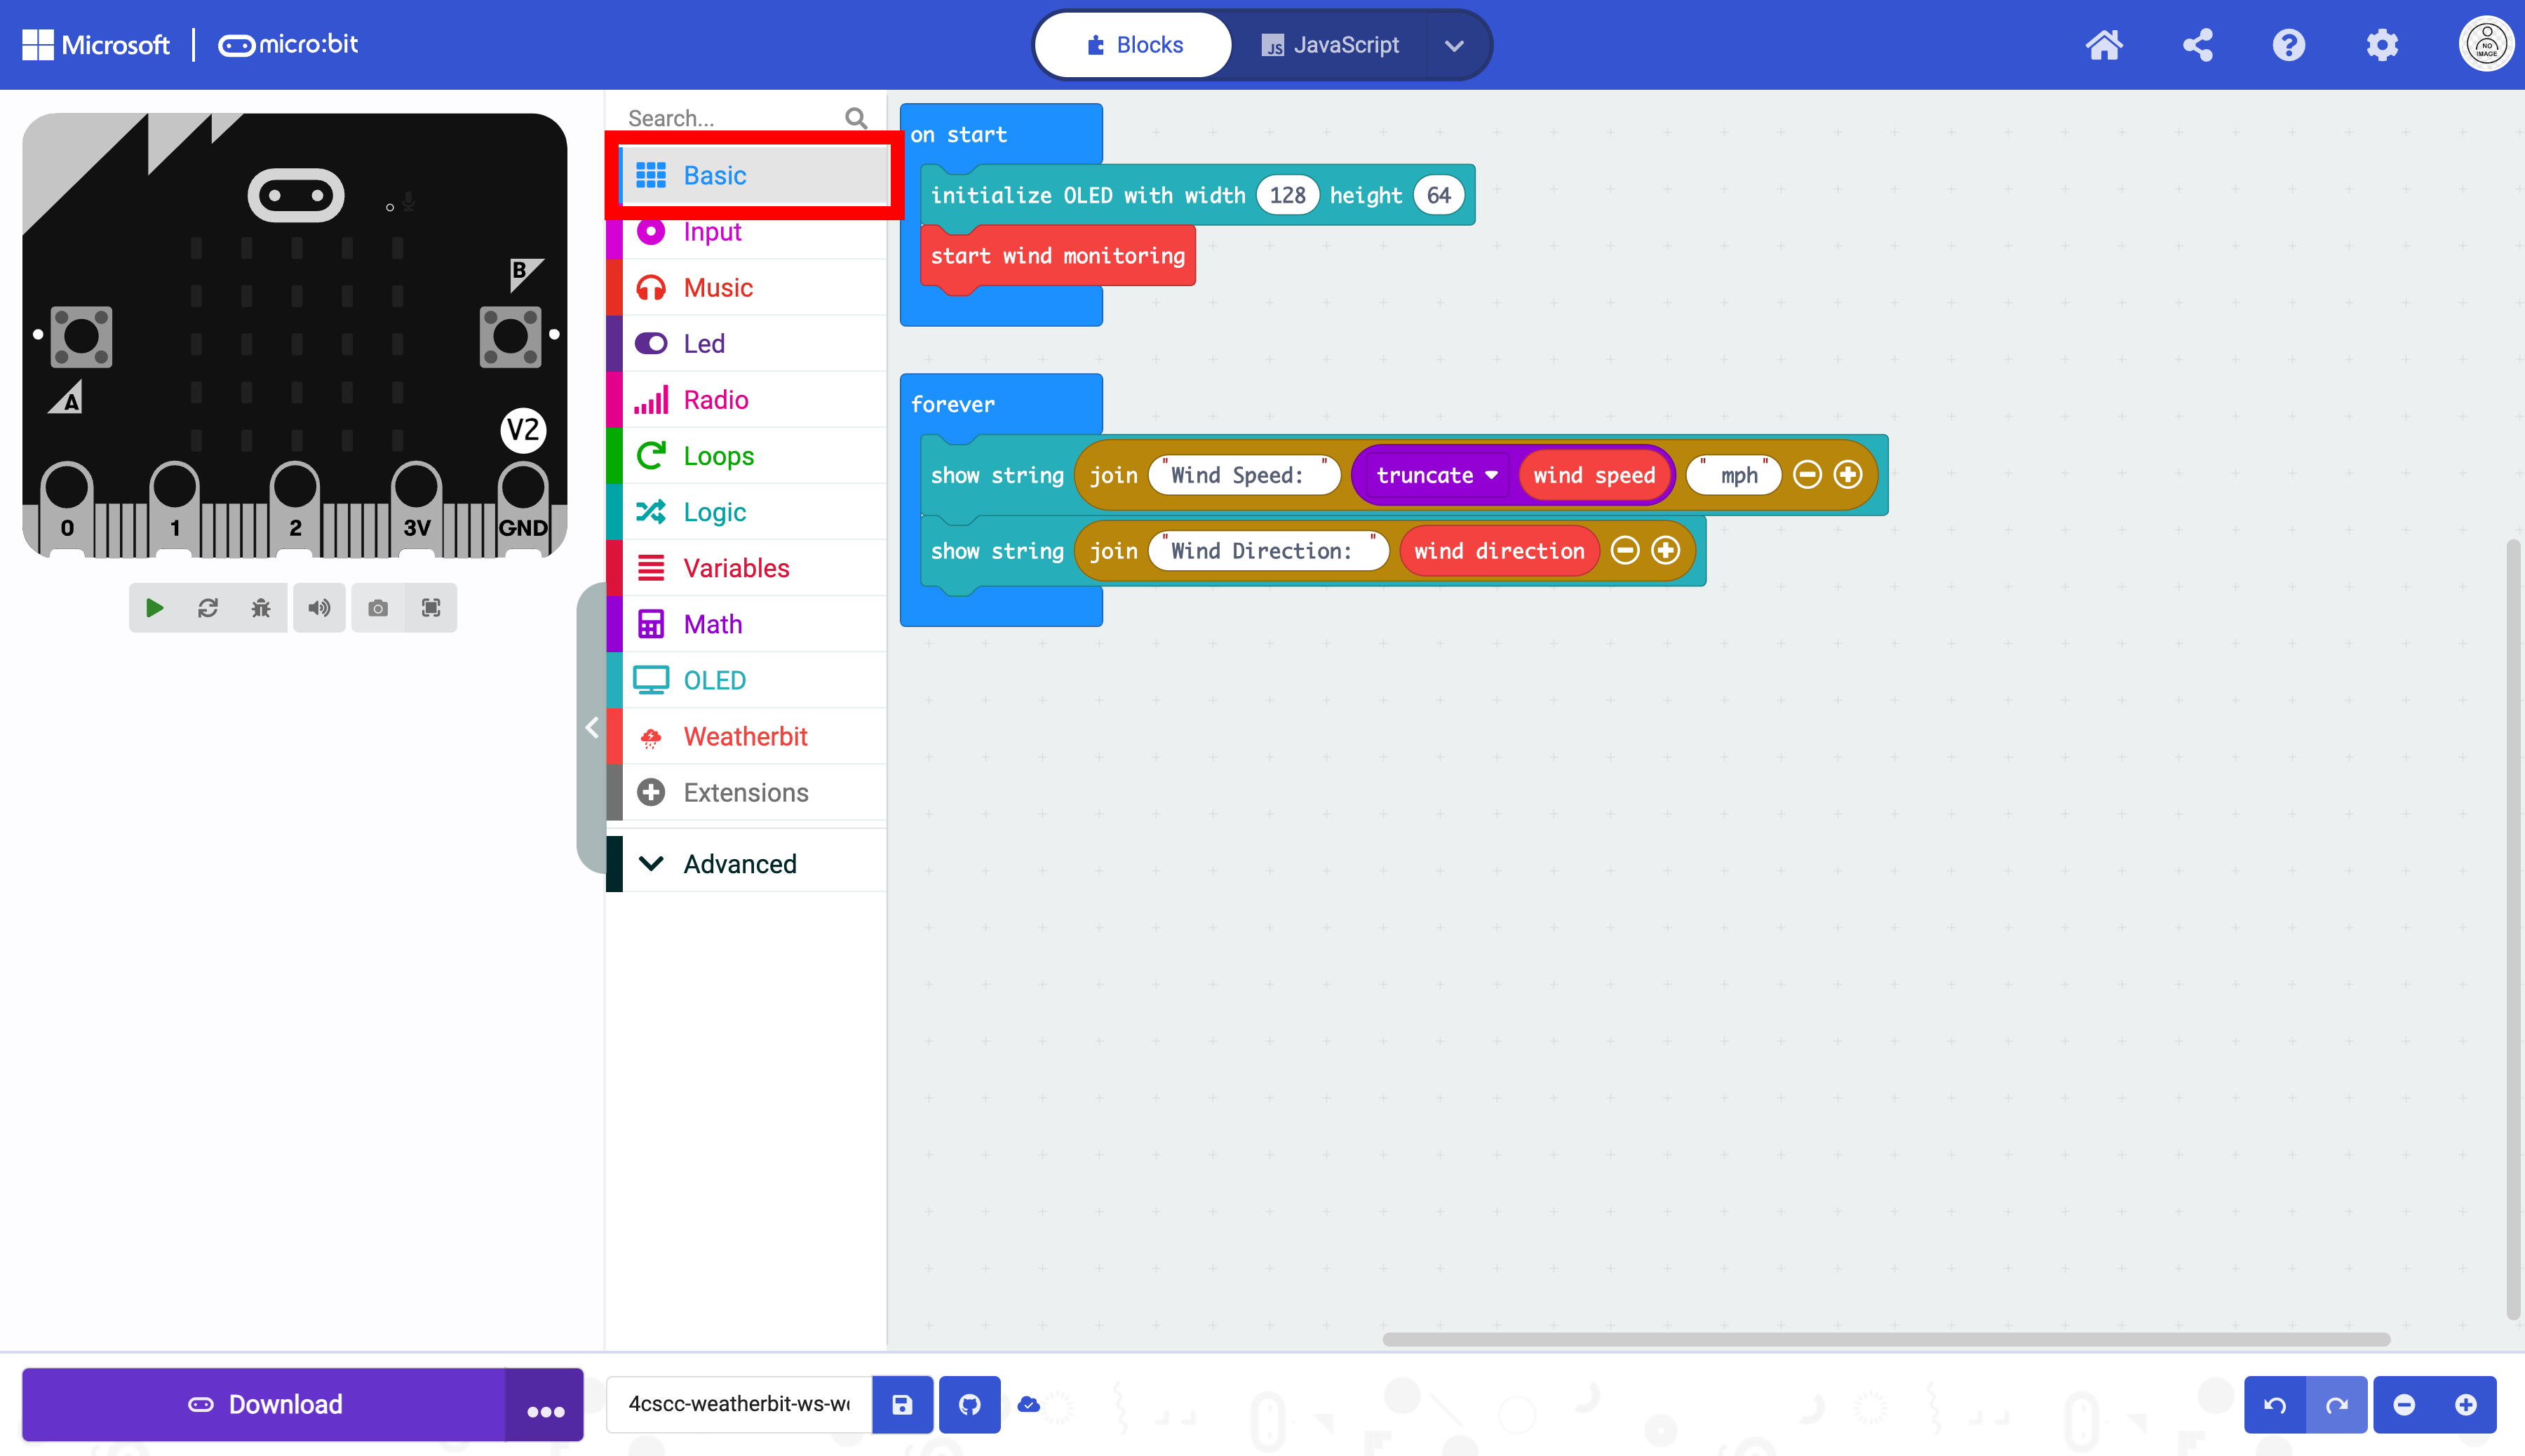 Microsoft | micro:bit
Blocks
JavaScript
NO
IMAGE
B
A
V2
0 1 2 3V GND
Search...
Basic
Input
Music
Led
Radio
Loops
Logic
Variables
Math
OLED
Weatherbit
Extensions
Advanced
on start
initialize OLED with width 128 height 64
start wind monitoring
forever
show string join "Wind Speed: " truncate wind speed " mph "
show string join "Wind Direction: " wind direction
Download
4cscc-weatherbit-ws-w